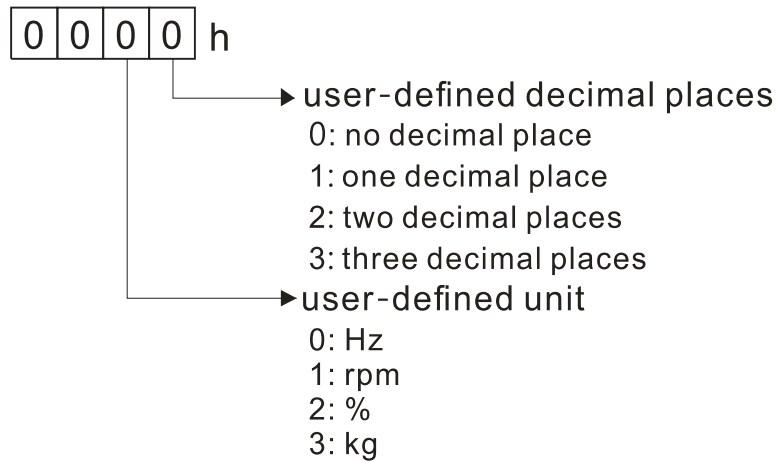 0 0 0 0 h
user-defined decimal places
0: no decimal place
1: one decimal place
2: two decimal places
3: three decimal places
user-defined unit
0: Hz
1: rpm
2: %
3: kg